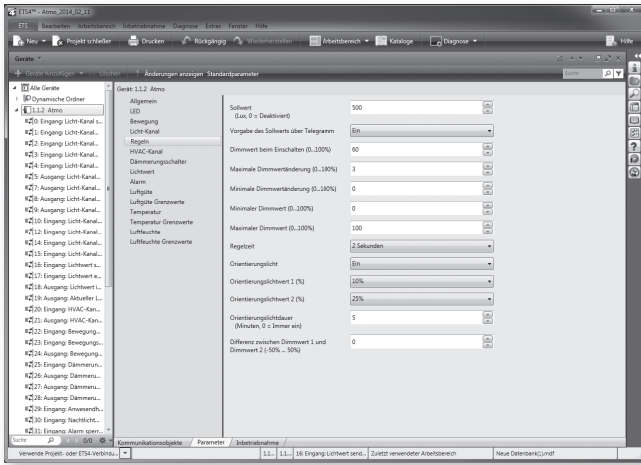 ETS4™ - Atmo_2014_02_11
ETS Bearbeiten Arbeitsbereich Inbetriebnahme Diagnose Extras Fenster Hilfe
Neu Projekt schließen Drucken Rückgängig Wiederherstellen Arbeitsbereich Kataloge Diagnose Hilfe
Geräte
Geräte hinzufügen Löschen Änderungen anzeigen Standardparameter Suche
Alle Geräte
Dynamische Ordner
1.1.2 Atmo
0: Eingang: Licht-Kanal s...
1: Eingang: Licht-Kanal...
2: Eingang: Licht-Kanal...
3: Eingang: Licht-Kanal...
4: Eingang: Licht-Kanal...
5: Ausgang: Licht-Kanal...
7: Ausgang: Licht-Kanal...
8: Ausgang: Licht-Kanal...
9: Ausgang: Licht-Kanal...
10: Eingang: Licht-Kanal...
12: Eingang: Licht-Kanal...
14: Eingang: Licht-Kanal...
15: Eingang: Licht-Kanal...
16: Eingang: Lichtwert s...
17: Eingang: Lichtwert e...
18: Ausgang: Lichtwert i...
19: Ausgang: Aktueller L...
20: Eingang: HVAC-Kan...
21: Ausgang: HVAC-Kan...
22: Eingang: Bewegung...
23: Eingang: Bewegungs...
24: Ausgang: Bewegung...
25: Eingang: Dämmerun...
26: Ausgang: Dämmeru...
27: Ausgang: Dämmeru...
28: Ausgang: Dämmeru...
29: Eingang: Anwesendh...
30: Eingang: Nachtlicht...
31: Eingang: Alarm sperr...
Suche 0/0
Gerät: 1.1.2 Atmo
Allgemein
LED
Bewegung
Licht-Kanal
Regeln
HVAC-Kanal
Dämmerungsschalter
Lichtwert
Alarm
Luftgüte
Luftgüte Grenzwerte
Temperatur
Temperatur Grenzwerte
Luftfeuchte
Luftfeuchte Grenzwerte
Sollwert
(Lux, 0 = Deaktiviert) 500
Vorgabe des Sollwerts über Telegramm Ein
Dimmwert beim Einschalten (0...100%) 60
Maximale Dimmwertänderung (0...100%) 3
Minimale Dimmwertänderung (0...100%) 0
Minimaler Dimmwert (0...100%) 0
Maximaler Dimmwert (0...100%) 100
Regelzeit 2 Sekunden
Orientierungslicht Ein
Orientierungslichtwert 1 (%) 10%
Orientierungslichtwert 2 (%) 25%
Orientierungslichtdauer
(Minuten, 0 = Immer ein) 5
Differenz zwischen Dimmwert 1 und
Dimmwert 2 (-50% ... 50%) 0
Kommunikationsobjekte Parameter Inbetriebnahme
Verwende Projekt- oder ETS4-Verbindu... 1.1... 1.1... 16: Eingang: Lichtwert send... Zuletzt verwendeter Arbeitsbereich Neue Datenbank(1).mdf